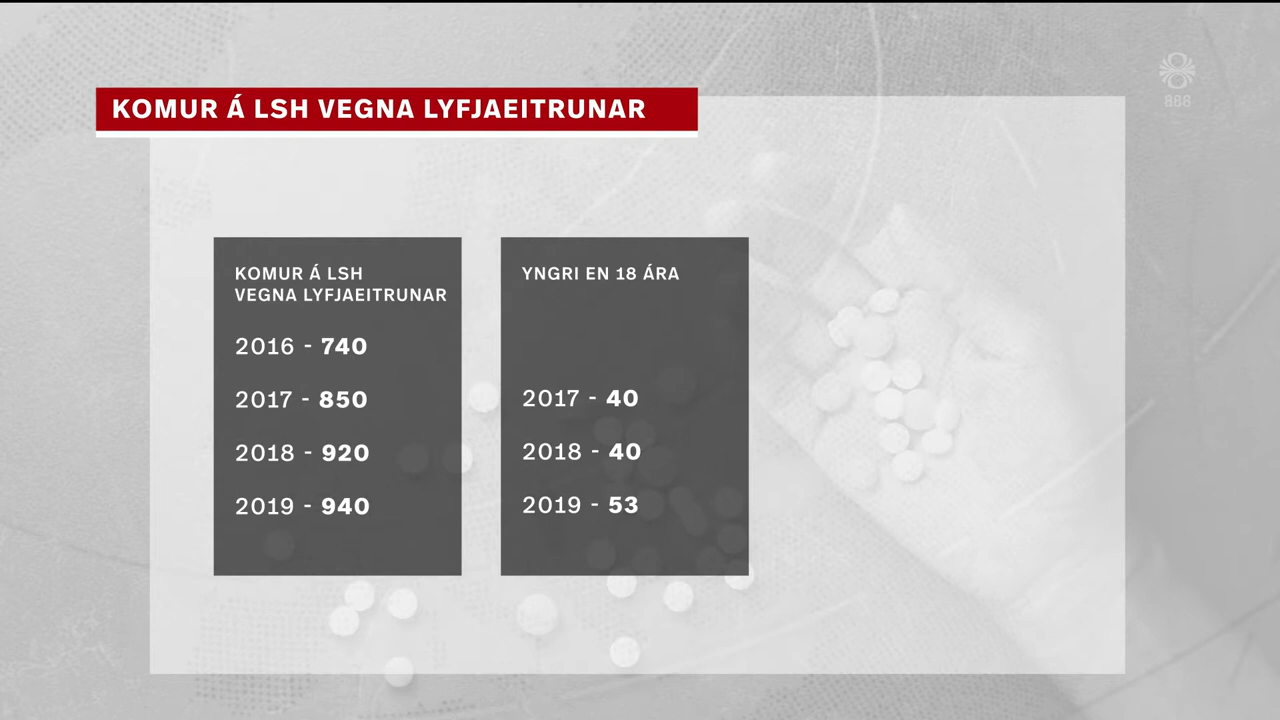 KOMUR Á LSH VEGNA LYFJAEITRUNAR
888
KOMUR Á LSH
VEGNA LYFJAEITRUNAR
2016 - 740
2017 - 850
2018 - 920
2019 - 940
YNGRI EN 18 ÁRA
2017 - 40
2018 - 40
2019 - 53